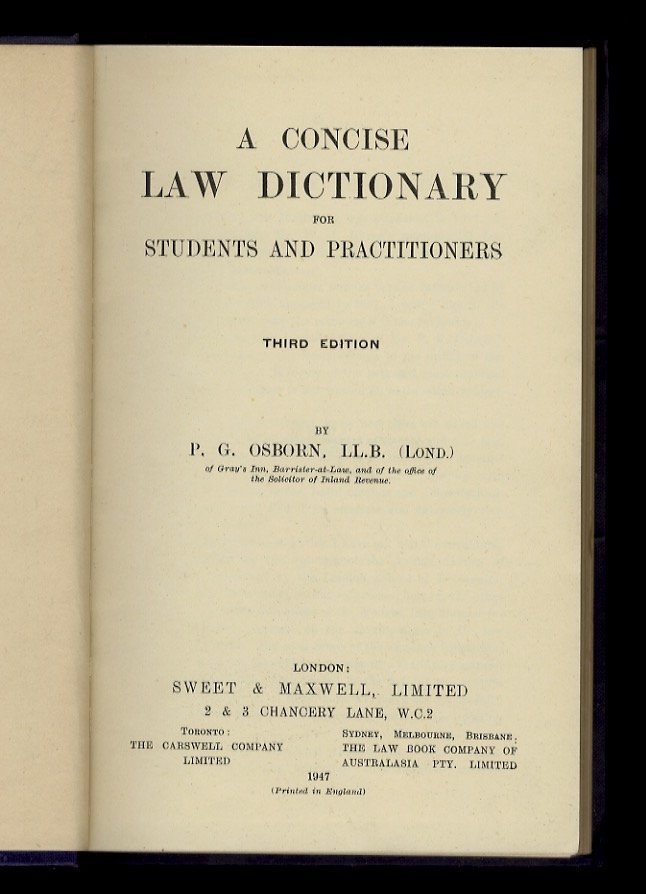 A CONCISE
LAW DICTIONARY
FOR
STUDENTS AND PRACTITIONERS
THIRD EDITION
BY
P. G. OSBORN, LL.B. (LOND.)
of Gray's Inn, Barrister-at-Law, and of the office of
the Solicitor of Inland Revenue.
LONDON:
SWEET & MAXWELL, LIMITED
2 & 3 CHANCERY LANE, W.C.2
TORONTO:
THE CARSWELL COMPANY
LIMITED
SYDNEY, MELBOURNE, BRISBANE:
THE LAW BOOK COMPANY OF
AUSTRALASIA PTY. LIMITED
1947
(Printed in England)